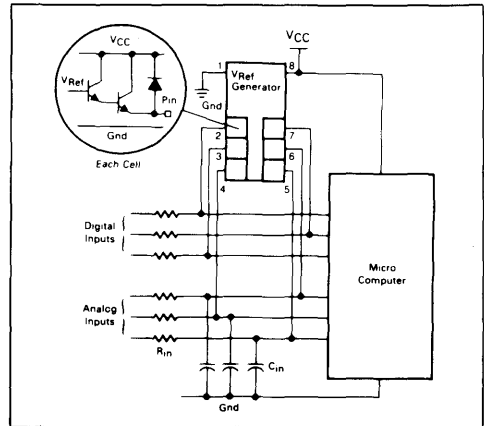 VCC
VRef
Pin
Gnd
Each Cell
VCC
1
8
VRef
Generator
Gnd
2
7
3
6
4
5
Digital
Inputs
Analog
Inputs
Rin
Cin
Gnd
Micro
Computer